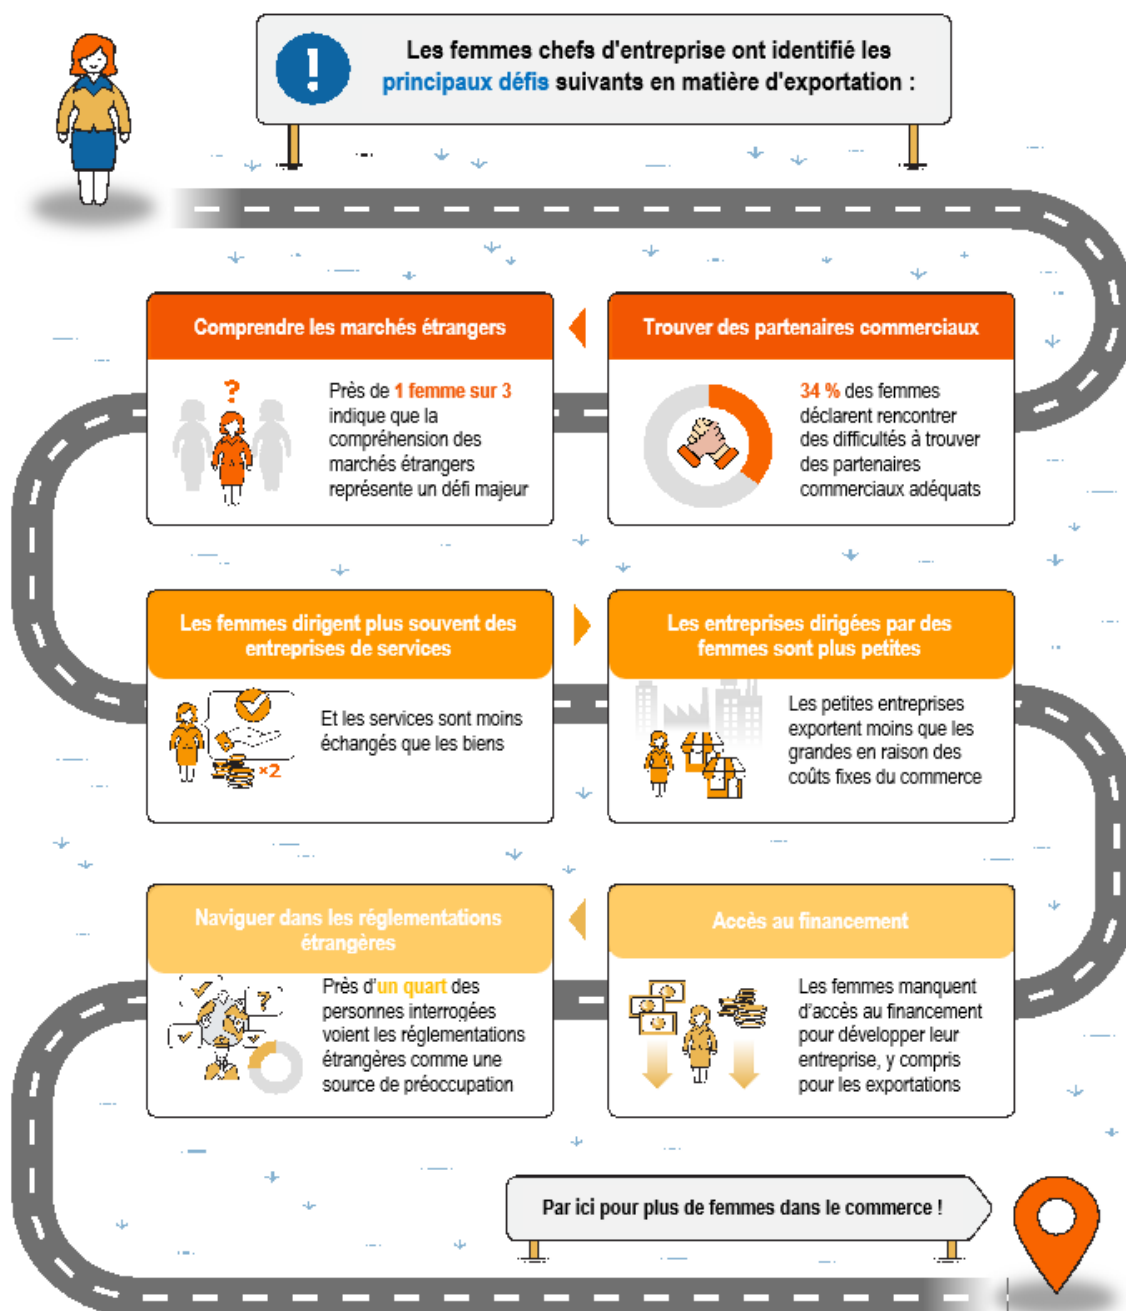 Les femmes chefs d'entreprise ont identifié les
principaux défis suivants en matière d'exportation :
Trouver des partenaires commerciaux
34 % des femmes
déclarent rencontrer
des difficultés à trouver
des partenaires
commerciaux adéquats
Comprendre les marchés étrangers
?
Près de 1 femme sur 3
indique que la
compréhension des
marchés étrangers
représente un défi majeur
Les femmes dirigent plus souvent des
entreprises de services
×2
Et les services sont moins
échangés que les biens
Les entreprises dirigées par des
femmes sont plus petites
Les petites entreprises
exportent moins que les
grandes en raison des
coûts fixes du commerce
Accès au financement
Les femmes manquent
d'accès au financement
pour développer leur
entreprise, y compris
pour les exportations
Naviguer dans les réglementations
étrangères
?
Près d'un quart des
personnes interrogées
voient les réglementations
étrangères comme une
source de préoccupation
Par ici pour plus de femmes dans le commerce !